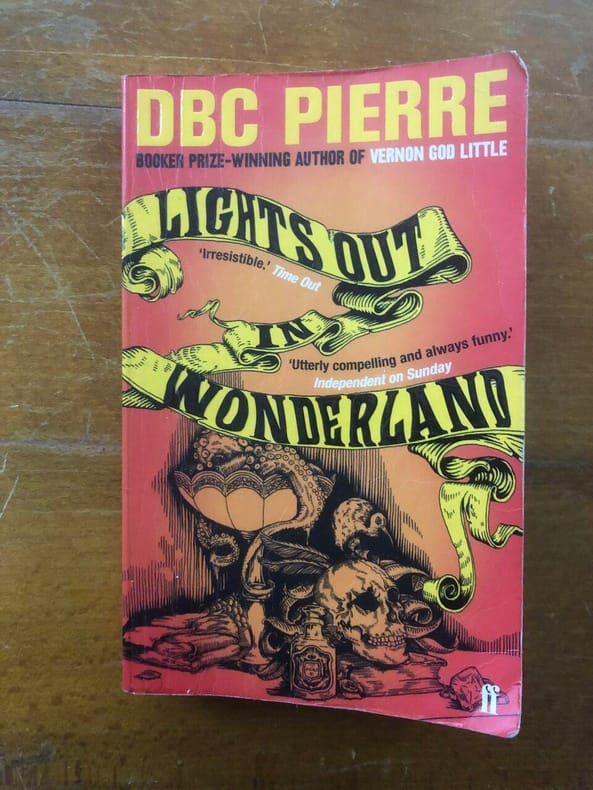 DBC PIERRE
BOOKER PRIZE-WINNING AUTHOR OF VERNON GOD LITTLE
LIGHTS OUT
'Irresistible.' Time Out
IN
'Utterly compelling and always funny.'
Independent on Sunday
WONDERLAND
ff